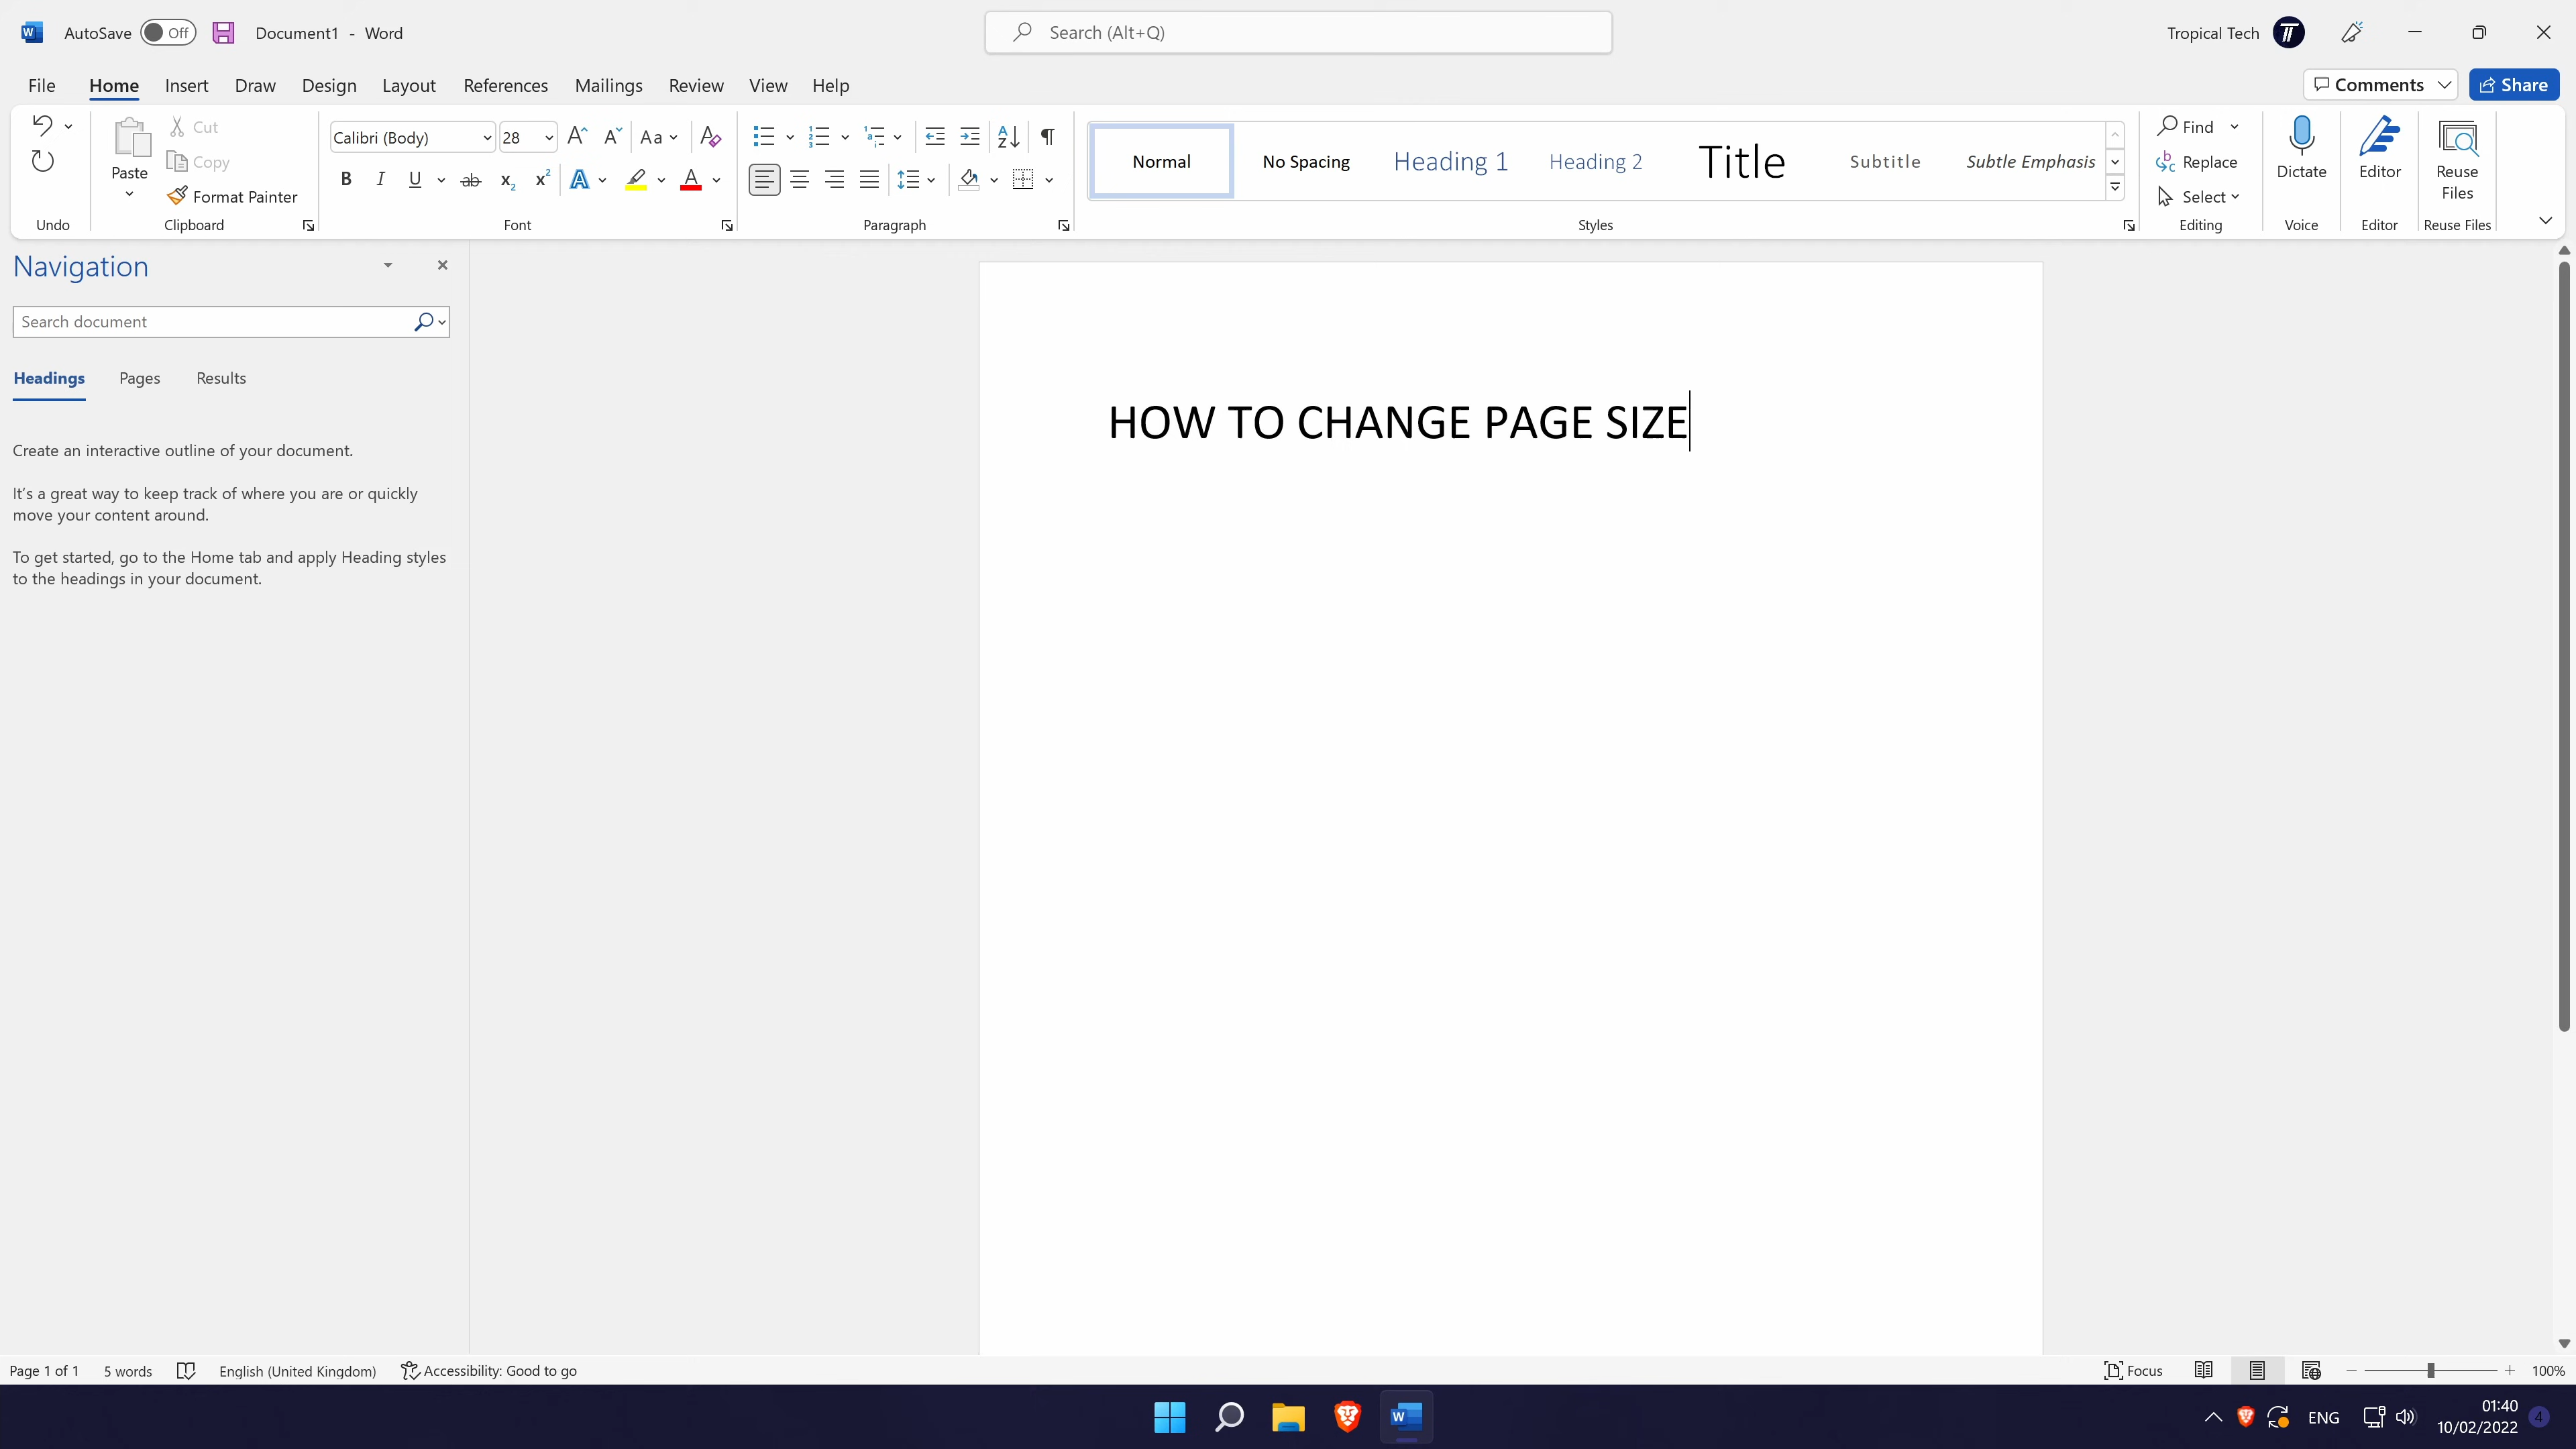 AutoSave Off Document1 - Word
Search (Alt+Q)
Tropical Tech
File Home Insert Draw Design Layout References Mailings Review View Help
Comments Share
Paste
Cut
Copy
Format Painter
Calibri (Body) 28
Normal No Spacing Heading 1 Heading 2 Title Subtitle Subtle Emphasis
Find
Replace
Select
Dictate
Editor
Reuse
Files
Undo Clipboard Font Paragraph Styles Editing Voice Editor Reuse Files
Navigation
Search document
Headings Pages Results
Create an interactive outline of your document.
It's a great way to keep track of where you are or quickly
move your content around.
To get started, go to the Home tab and apply Heading styles
to the headings in your document.
HOW TO CHANGE PAGE SIZE
Page 1 of 1 5 words English (United Kingdom) Accessibility: Good to go
Focus 100%
ENG
01:40
10/02/2022
4